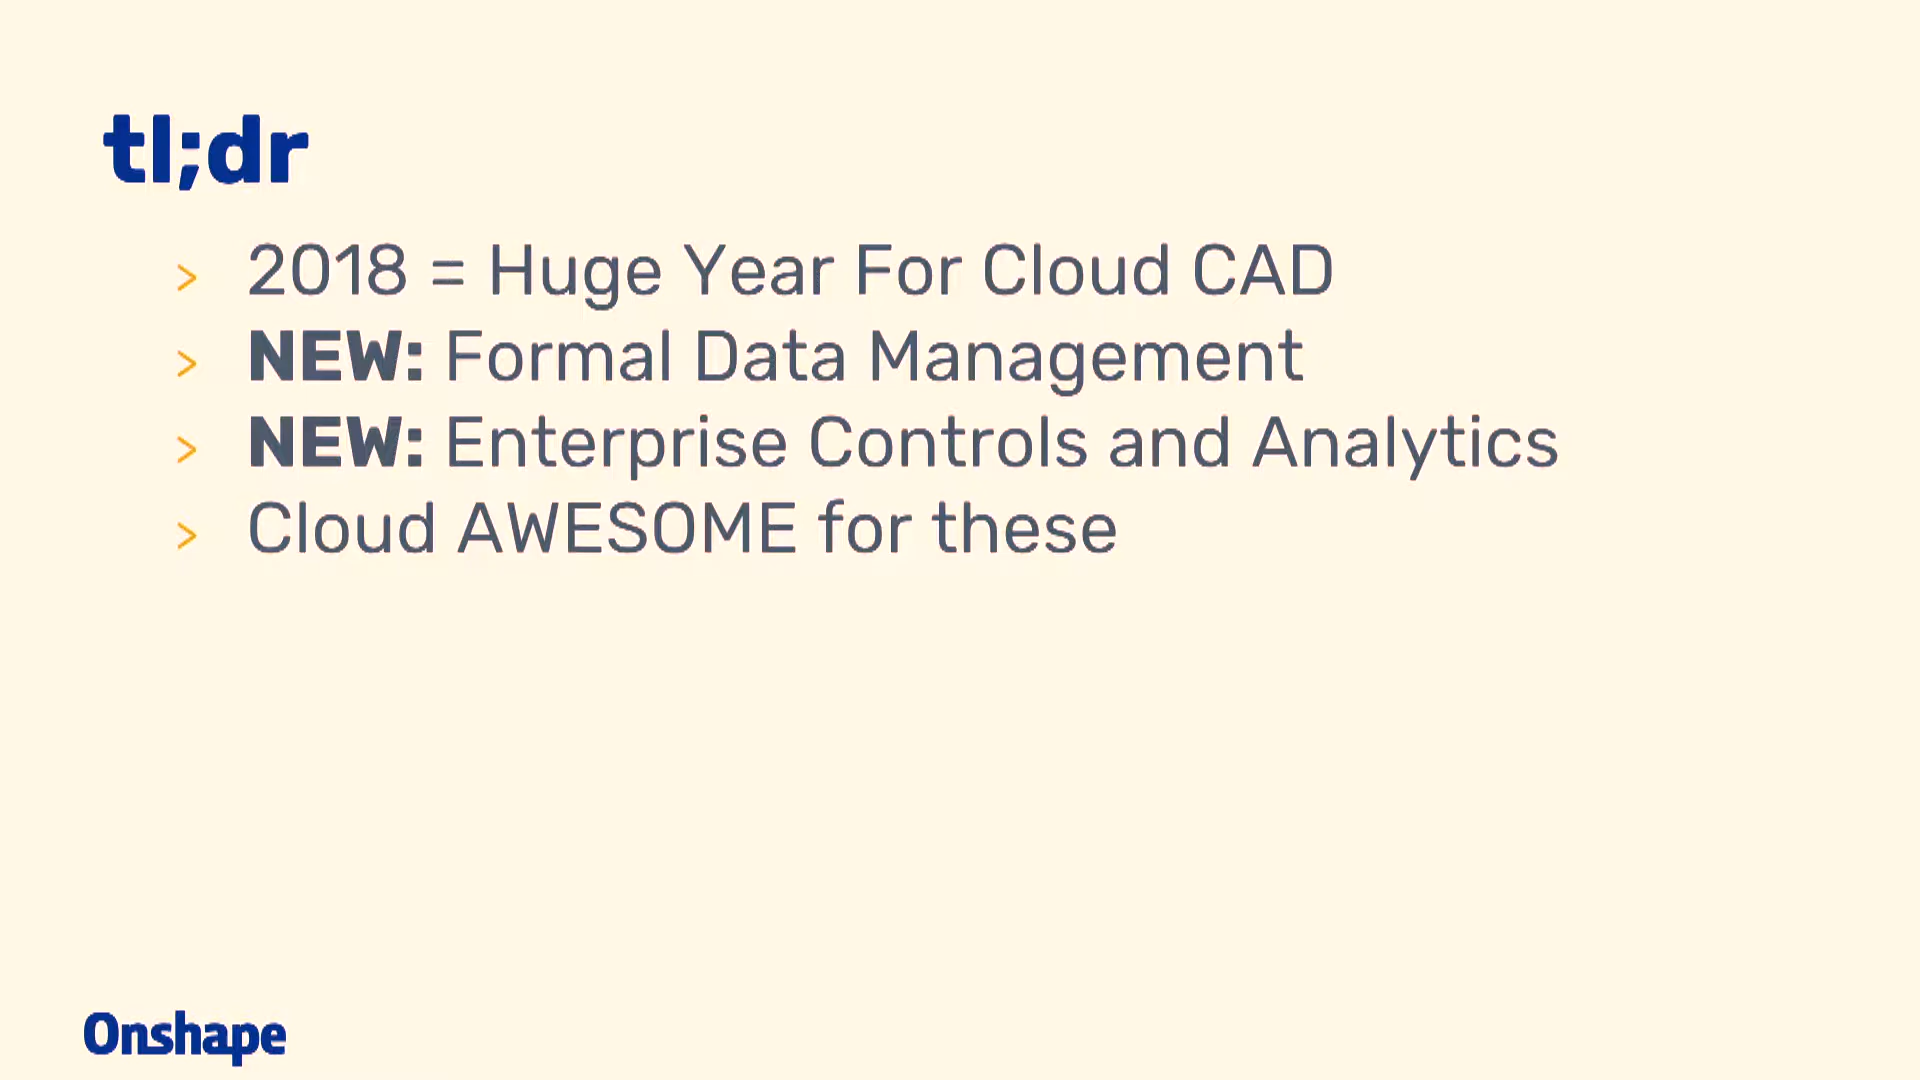 tl;dr
> 2018 = Huge Year For Cloud CAD
> NEW: Formal Data Management
> NEW: Enterprise Controls and Analytics
> Cloud AWESOME for these
Onshape